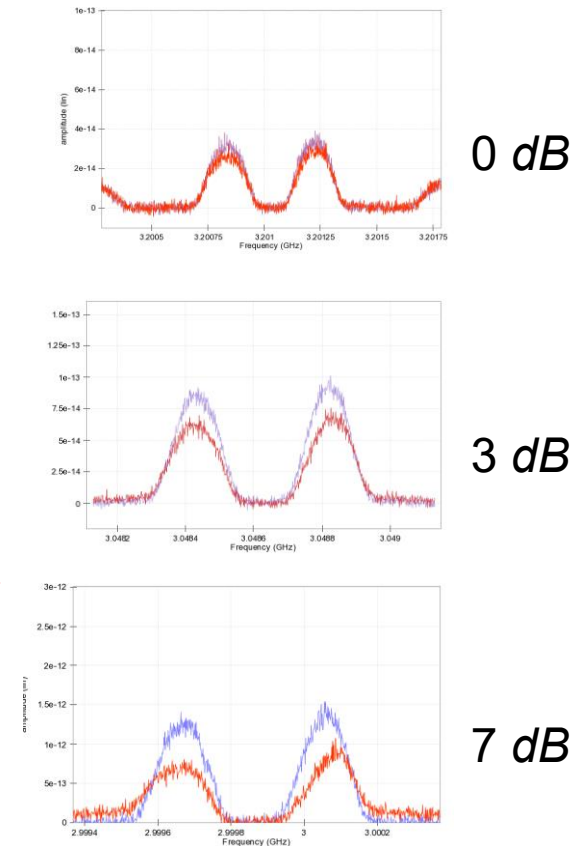 1e-13
8e-14
6e-14
4e-14
2e-14
0
amplitude (lin)
3.2005 3.20075 3.201 3.20125 3.2015 3.20175
Frequency (GHz)
0 dB
1.5e-13
1.25e-13
1e-13
7.5e-14
5e-14
2.5e-14
0
3.0482 3.0484 3.0486 3.0488 3.049
Frequency (GHz)
3 dB
3e-12
2.5e-12
2e-12
1.5e-12
1e-12
5e-13
0
2.9994 2.9996 2.9998 3 3.0002
Frequency (GHz)
7 dB